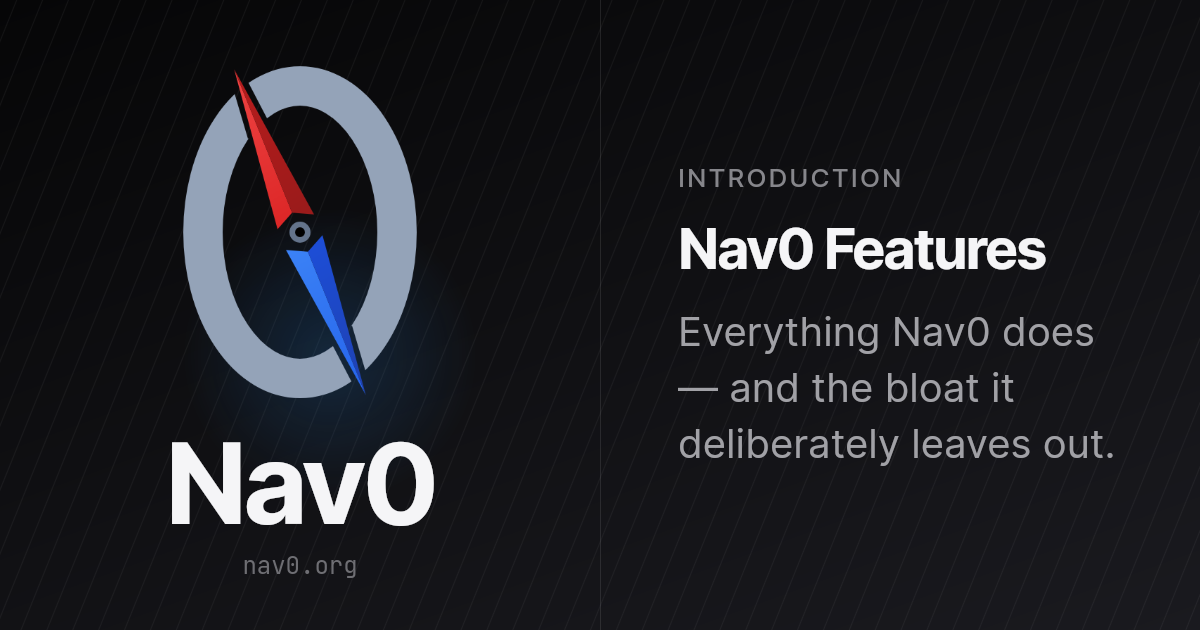 Nav0
nav0.org
INTRODUCTION
Nav0 Features
Everything Nav0 does
— and the bloat it
deliberately leaves out.